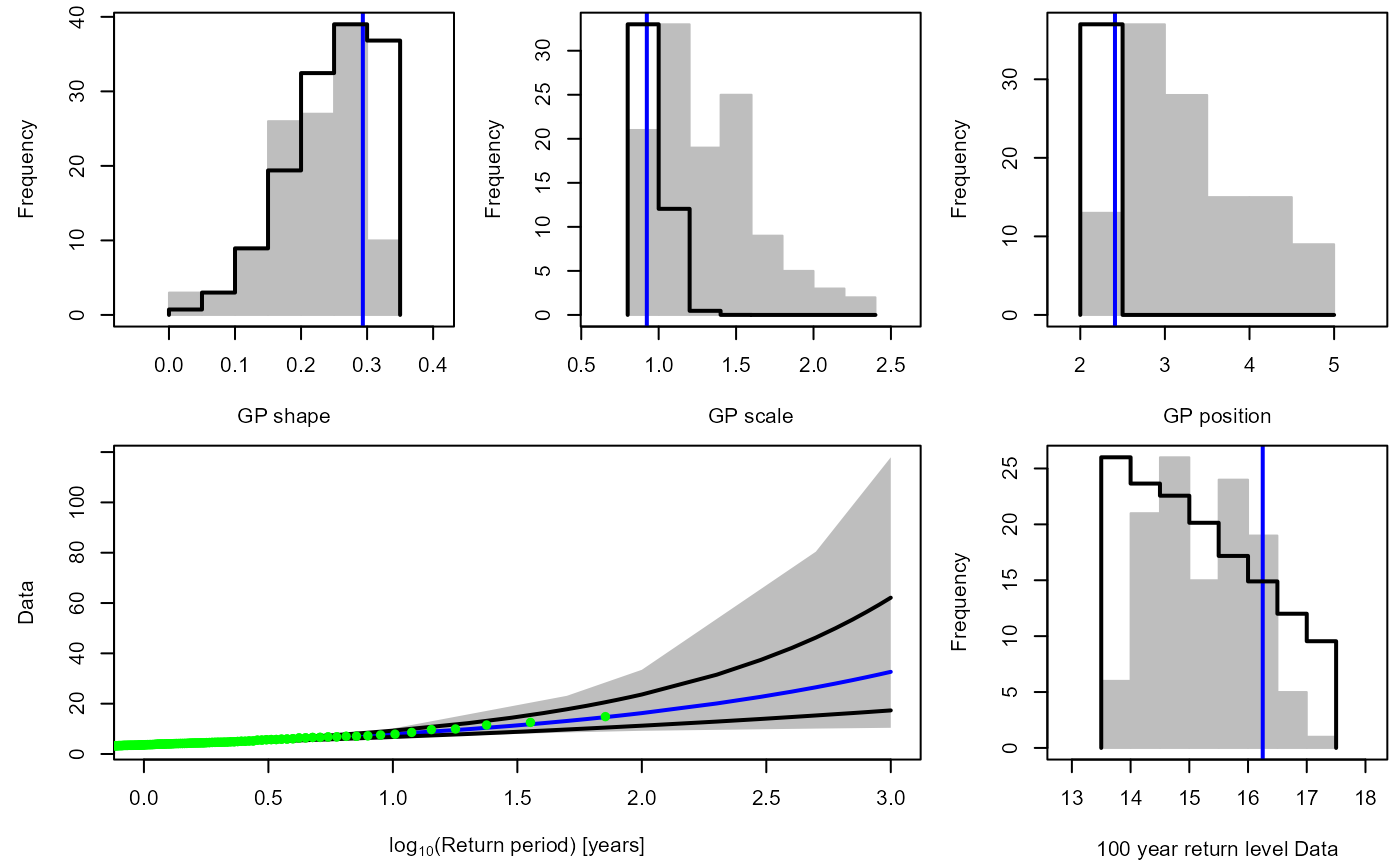 Frequency
0 10 20 30 40
0.0 0.1 0.2 0.3 0.4
GP shape
Frequency
0 5 10 15 20 25 30
0.5 1.0 1.5 2.0 2.5
GP scale
Frequency
0 10 20 30
2 3 4 5
GP position
Data
0 20 40 60 80 100
0.0 0.5 1.0 1.5 2.0 2.5 3.0
log₁₀(Return period) [years]
Frequency
0 5 10 15 20 25
13 14 15 16 17 18
100 year return level Data